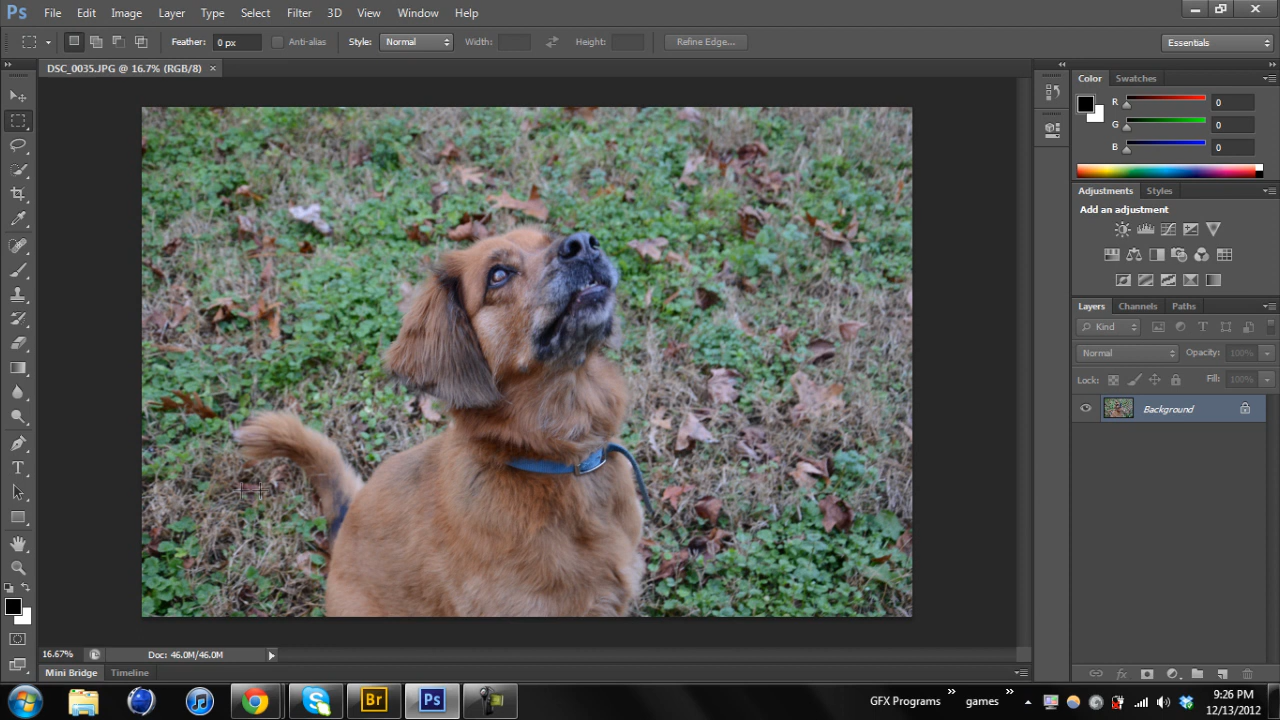 Ps File Edit Image Layer Type Select Filter 3D View Window Help
Feather: 0 px Anti-alias Style: Normal Width: Height: Refine Edge... Essentials
DSC_0035.JPG @ 16.7% (RGB/8) ×
Color Swatches
R 0
G 0
B 0
Adjustments Styles
Add an adjustment
Layers Channels Paths
Kind
Normal Opacity: 100%
Lock: Fill: 100%
Background
16.67% Doc: 46.0M/46.0M
Mini Bridge Timeline
Br Ps GFX Programs » games » 9:26 PM
12/13/2012